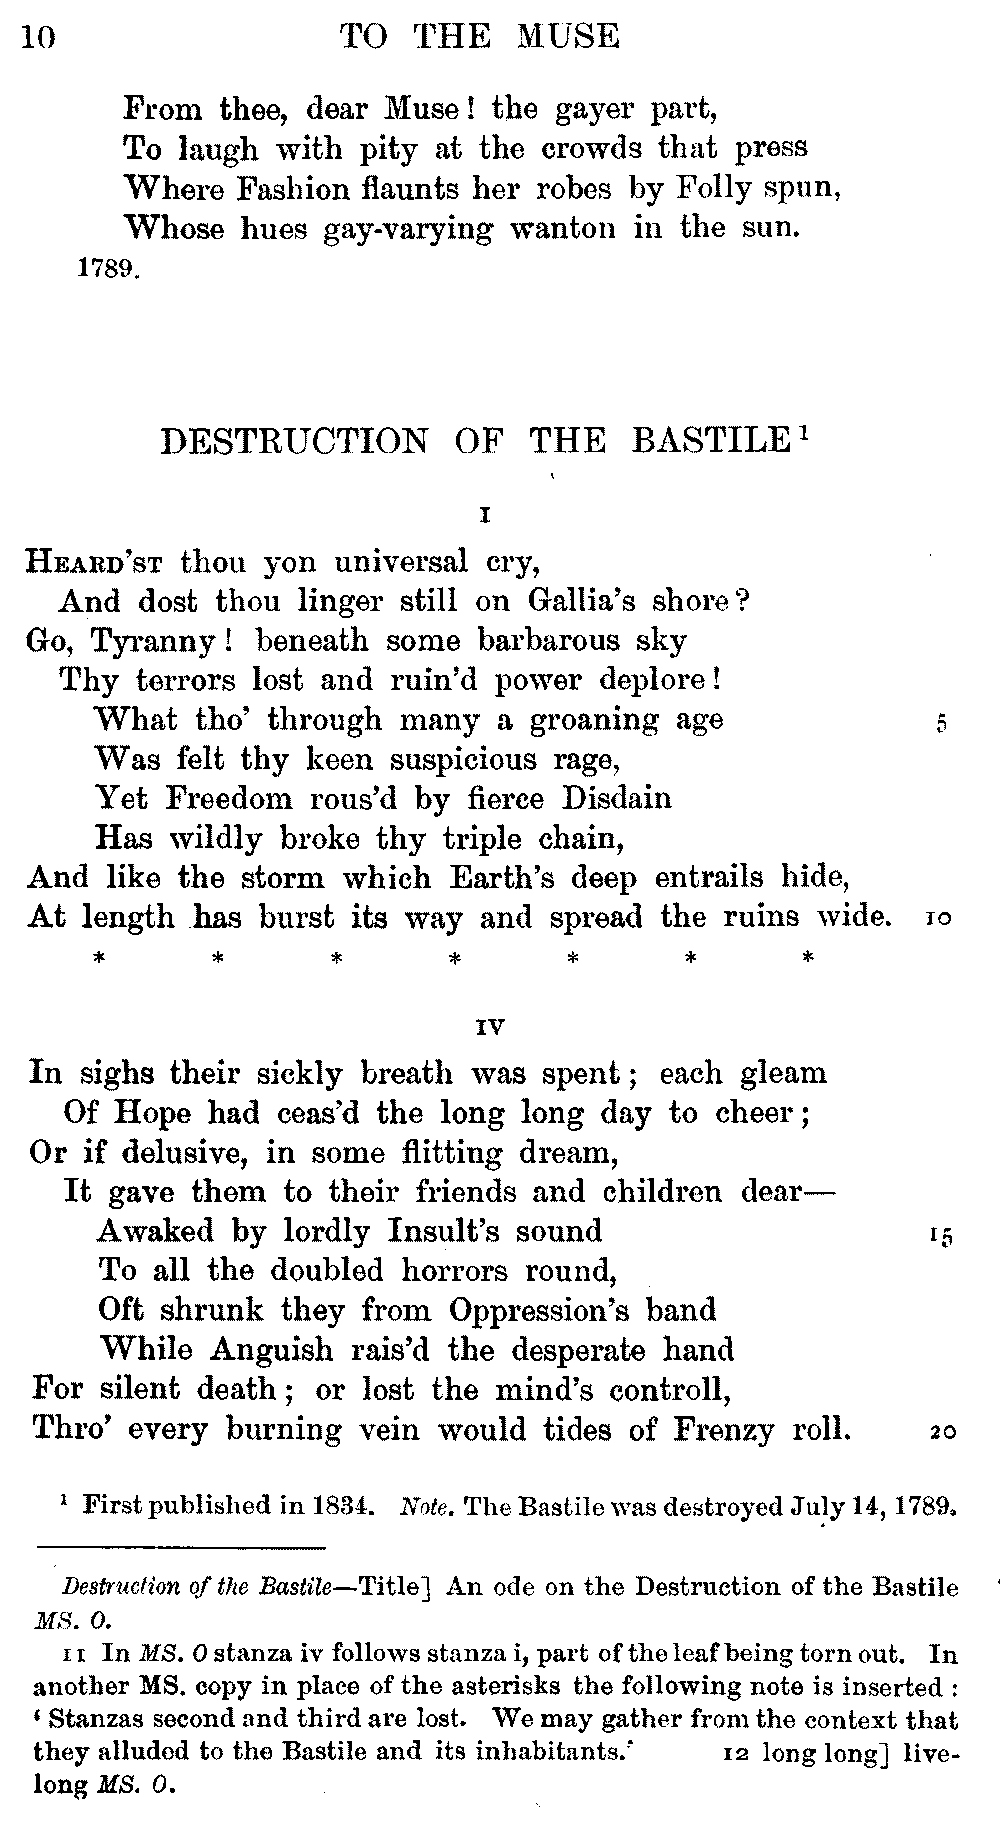 10 TO THE MUSE
From thee, dear Muse! the gayer part,
To laugh with pity at the crowds that press
Where Fashion flaunts her robes by Folly spun,
Whose hues gay-varying wanton in the sun.
1789.
DESTRUCTION OF THE BASTILE¹
I
HEARD'ST thou yon universal cry,
And dost thou linger still on Gallia's shore?
Go, Tyranny! beneath some barbarous sky
Thy terrors lost and ruin'd power deplore!
What tho' through many a groaning age 5
Was felt thy keen suspicious rage,
Yet Freedom rous'd by fierce Disdain
Has wildly broke thy triple chain,
And like the storm which Earth's deep entrails hide,
At length has burst its way and spread the ruins wide. 10
* * * * * * *
IV
In sighs their sickly breath was spent; each gleam
Of Hope had ceas'd the long long day to cheer;
Or if delusive, in some flitting dream,
It gave them to their friends and children dear—
Awaked by lordly Insult's sound 15
To all the doubled horrors round,
Oft shrunk they from Oppression's band
While Anguish rais'd the desperate hand
For silent death; or lost the mind's controll,
Thro' every burning vein would tides of Frenzy roll. 20
¹ First published in 1834. Note. The Bastile was destroyed July 14, 1789.
Destruction of the Bastile—Title] An ode on the Destruction of the Bastile
MS. O.
11 In MS. O stanza iv follows stanza i, part of the leaf being torn out. In
another MS. copy in place of the asterisks the following note is inserted:
'Stanzas second and third are lost. We may gather from the context that
they alluded to the Bastile and its inhabitants.' 12 long long] live-
long MS. O.